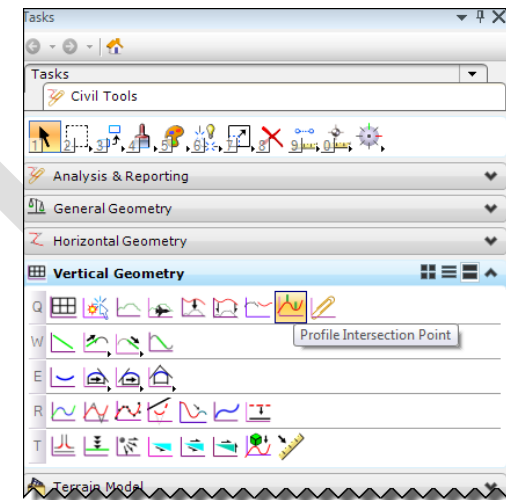 Tasks
Tasks
Civil Tools
1 2 3 4 5 6 7 8 9 0
Analysis & Reporting
General Geometry
Horizontal Geometry
Vertical Geometry
Q
Profile Intersection Point
W
E
R
T
Terrain Model